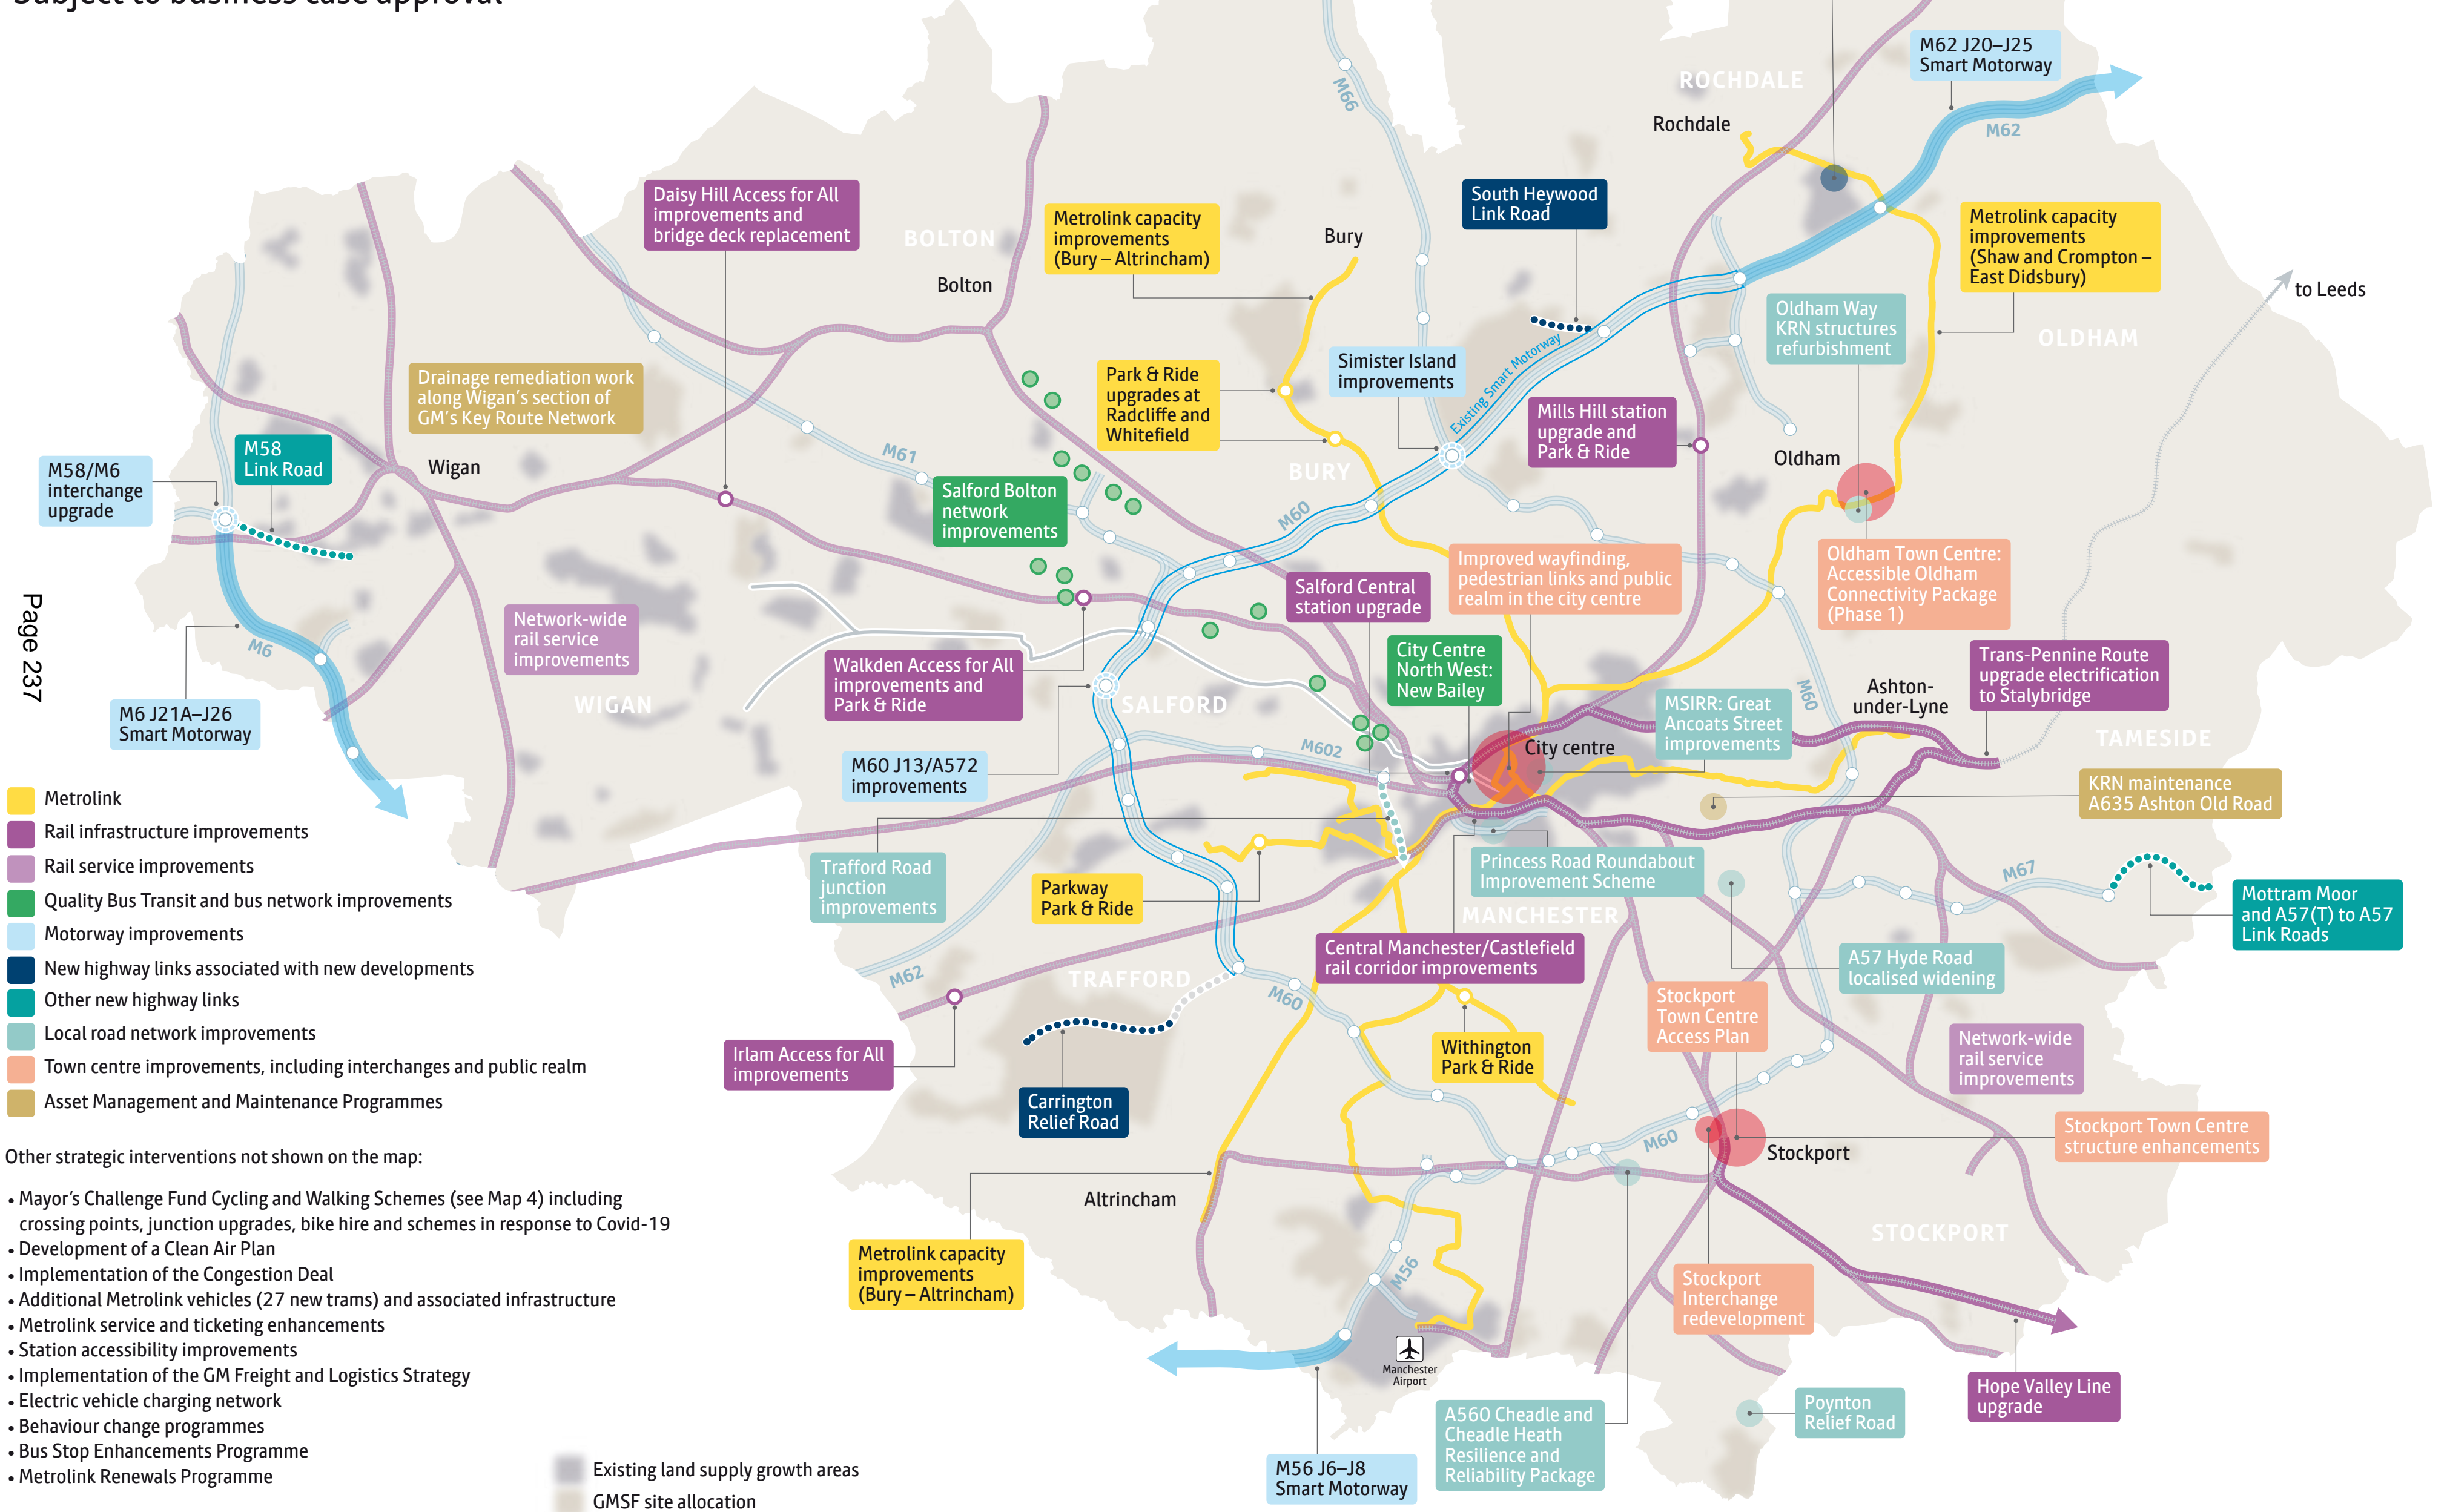 Subject to business case approval
M62 J20–J25
Smart Motorway
ROCHDALE
Rochdale
M62
M66
Daisy Hill Access for All
improvements and
bridge deck replacement
BOLTON
Bolton
Metrolink capacity
improvements
(Bury – Altrincham)
Bury
South Heywood
Link Road
Metrolink capacity
improvements
(Shaw and Crompton –
East Didsbury)
to Leeds
Oldham Way
KRN structures
refurbishment
OLDHAM
Drainage remediation work
along Wigan’s section of
GM’s Key Route Network
Park & Ride
upgrades at
Radcliffe and
Whitefield
Simister Island
improvements
Existing Smart Motorway
Mills Hill station
upgrade and
Park & Ride
M58/M6
interchange
upgrade
M58
Link Road
Wigan
M61
BURY
Oldham
Salford Bolton
network
improvements
M60
Improved wayfinding,
pedestrian links and public
realm in the city centre
Oldham Town Centre:
Accessible Oldham
Connectivity Package
(Phase 1)
Salford Central
station upgrade
Page 237
M6
Network-wide
rail service
improvements
Walkden Access for All
improvements and
Park & Ride
City Centre
North West:
New Bailey
Trans-Pennine Route
upgrade electrification
to Stalybridge
M6 J21A–J26
Smart Motorway
WIGAN
SALFORD
MSIRR: Great
Ancoats Street
improvements
M60
Ashton-
under-Lyne
TAMESIDE
M60 J13/A572
improvements
M602
City centre
KRN maintenance
A635 Ashton Old Road
Metrolink
Rail infrastructure improvements
Rail service improvements
Quality Bus Transit and bus network improvements
Motorway improvements
New highway links associated with new developments
Other new highway links
Local road network improvements
Town centre improvements, including interchanges and public realm
Asset Management and Maintenance Programmes
Trafford Road
junction
improvements
Parkway
Park & Ride
Princess Road Roundabout
Improvement Scheme
M67
Mottram Moor
and A57(T) to A57
Link Roads
MANCHESTER
Central Manchester/Castlefield
rail corridor improvements
A57 Hyde Road
localised widening
M62
TRAFFORD
M60
Stockport
Town Centre
Access Plan
Irlam Access for All
improvements
Withington
Park & Ride
Network-wide
rail service
improvements
Carrington
Relief Road
M60
Stockport
Stockport Town Centre
structure enhancements
Other strategic interventions not shown on the map:
• Mayor’s Challenge Fund Cycling and Walking Schemes (see Map 4) including
crossing points, junction upgrades, bike hire and schemes in response to Covid-19
• Development of a Clean Air Plan
• Implementation of the Congestion Deal
• Additional Metrolink vehicles (27 new trams) and associated infrastructure
• Metrolink service and ticketing enhancements
• Station accessibility improvements
• Implementation of the GM Freight and Logistics Strategy
• Electric vehicle charging network
• Behaviour change programmes
• Bus Stop Enhancements Programme
• Metrolink Renewals Programme
Altrincham
Metrolink capacity
improvements
(Bury – Altrincham)
STOCKPORT
M56
Stockport
Interchange
redevelopment
Manchester
Airport
Hope Valley Line
upgrade
Poynton
Relief Road
A560 Cheadle and
Cheadle Heath
Resilience and
Reliability Package
M56 J6–J8
Smart Motorway
Existing land supply growth areas
GMSF site allocation